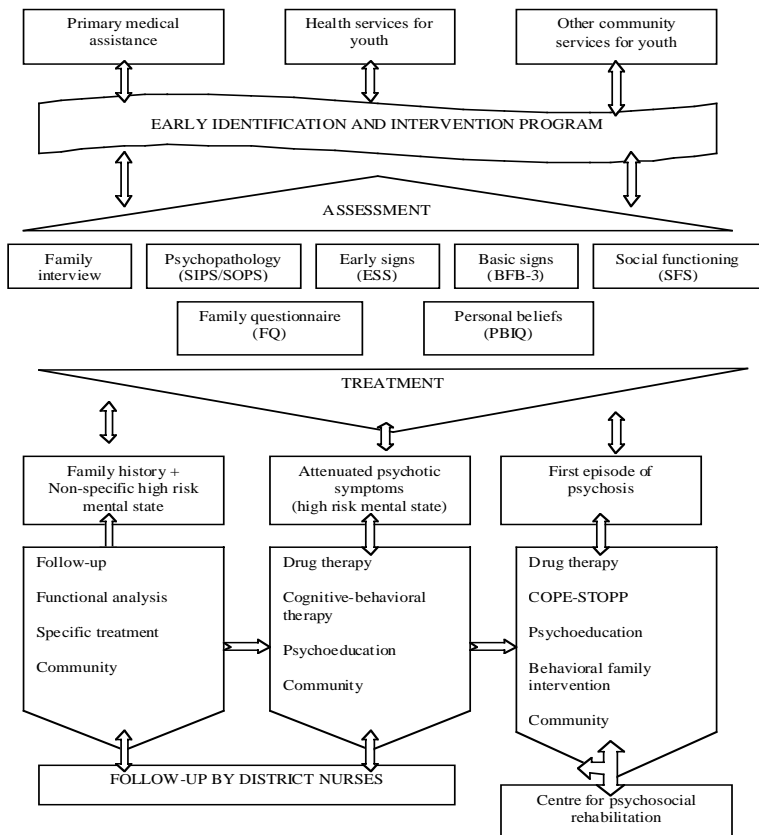 Primary medical
assistance
Health services for
youth
Other community
services for youth
EARLY IDENTIFICATION AND INTERVENTION PROGRAM
ASSESSMENT
Family
interview
Psychopathology
(SIPS/SOPS)
Early signs
(ESS)
Basic signs
(BFB-3)
Social functioning
(SFS)
Family questionnaire
(FQ)
Personal beliefs
(PBIQ)
TREATMENT
Family history +
Non-specific high risk
mental state
Attenuated psychotic
symptoms
(high risk mental state)
First episode of
psychosis
Follow-up
Functional analysis
Specific treatment
Community
Drug therapy
Cognitive-behavioral
therapy
Psychoeducation
Community
Drug therapy
COPE-STOPP
Psychoeducation
Behavioral family
intervention
Community
FOLLOW-UP BY DISTRICT NURSES
Centre for psychosocial
rehabilitation